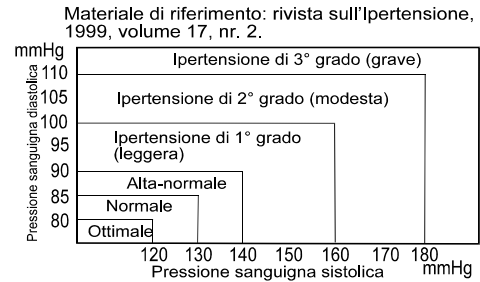 Materiale di riferimento: rivista sull'Ipertensione,
1999, volume 17, nr. 2.
mmHg
Pressione sanguigna diastolica
110
105
100
95
90
85
80
Ipertensione di 3° grado (grave)
Ipertensione di 2° grado (modesta)
Ipertensione di 1° grado
(leggera)
Alta-normale
Normale
Ottimale
120 130 140 150 160 170 180
Pressione sanguigna sistolica
mmHg